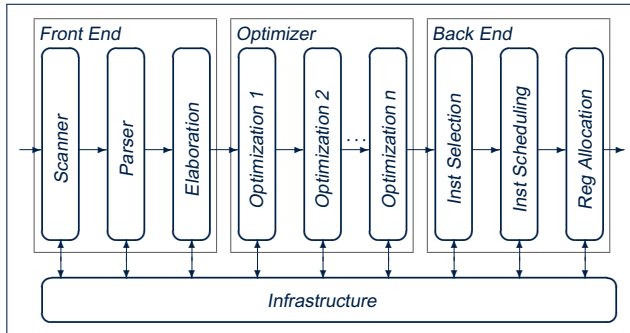 Front End
Optimizer
Back End
Scanner
Parser
Elaboration
Optimization 1
Optimization 2
...
Optimization n
Inst Selection
Inst Scheduling
Reg Allocation
Infrastructure